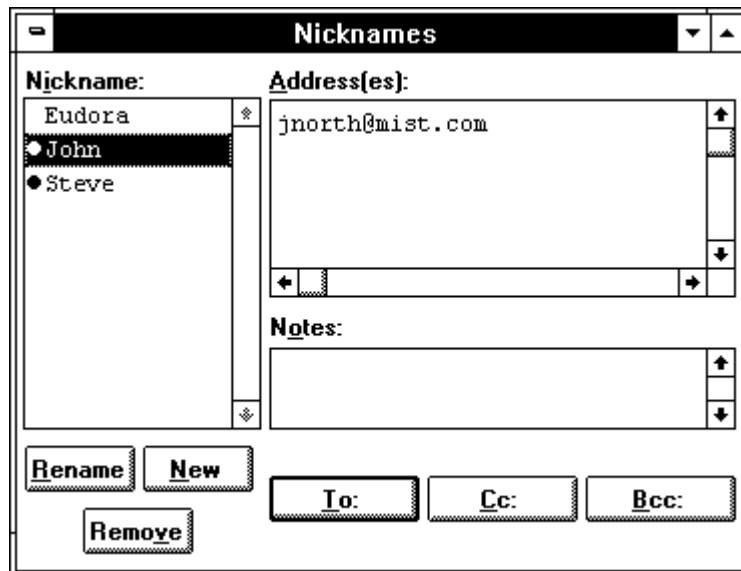 Nicknames
Nickname:
Eudora
John
Steve
Address(es):
jnorth@mist.com
Notes:
Rename
New
Remove
To:
Cc:
Bcc: